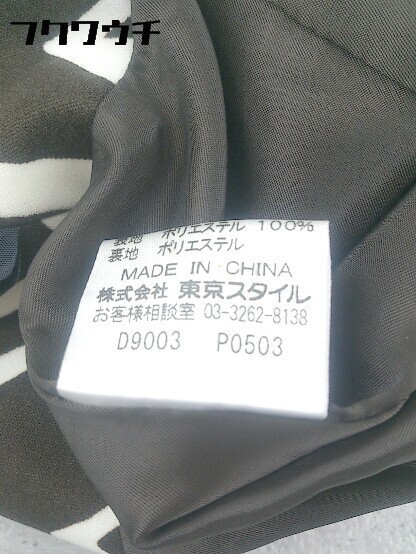 フクワウチ
表地 ポリエステル 100%
裏地 ポリエステル
MADE IN CHINA
株式会社 東京スタイル
お客様相談室 03-3262-8138
D9003 P0503